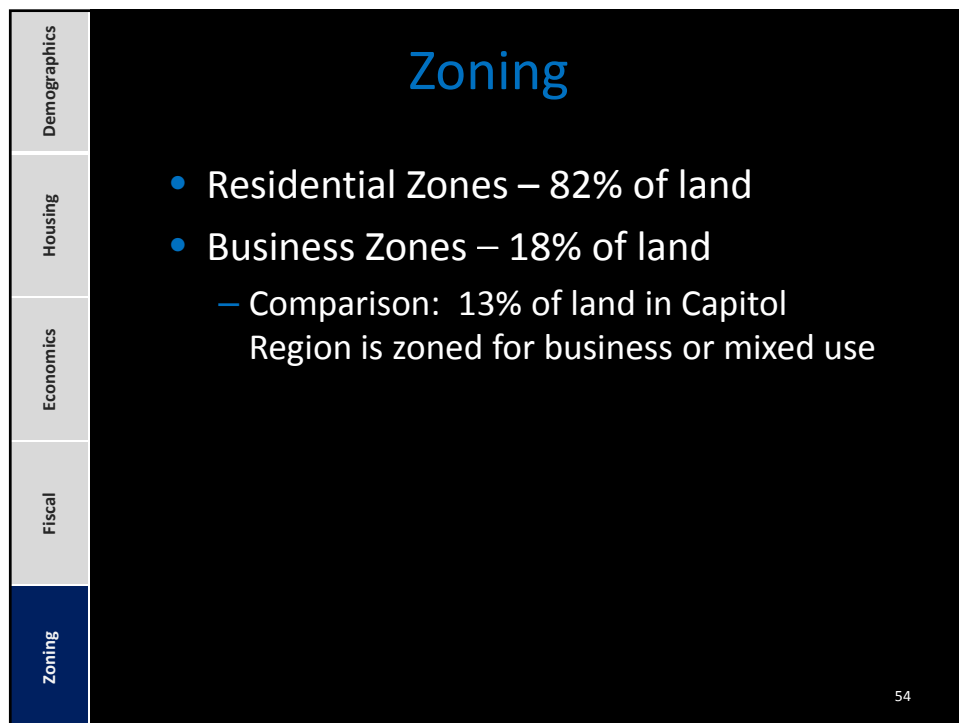 Demographics
Housing
Economics
Fiscal
Zoning
Zoning
• Residential Zones – 82% of land
• Business Zones – 18% of land
– Comparison: 13% of land in Capitol
Region is zoned for business or mixed use
54